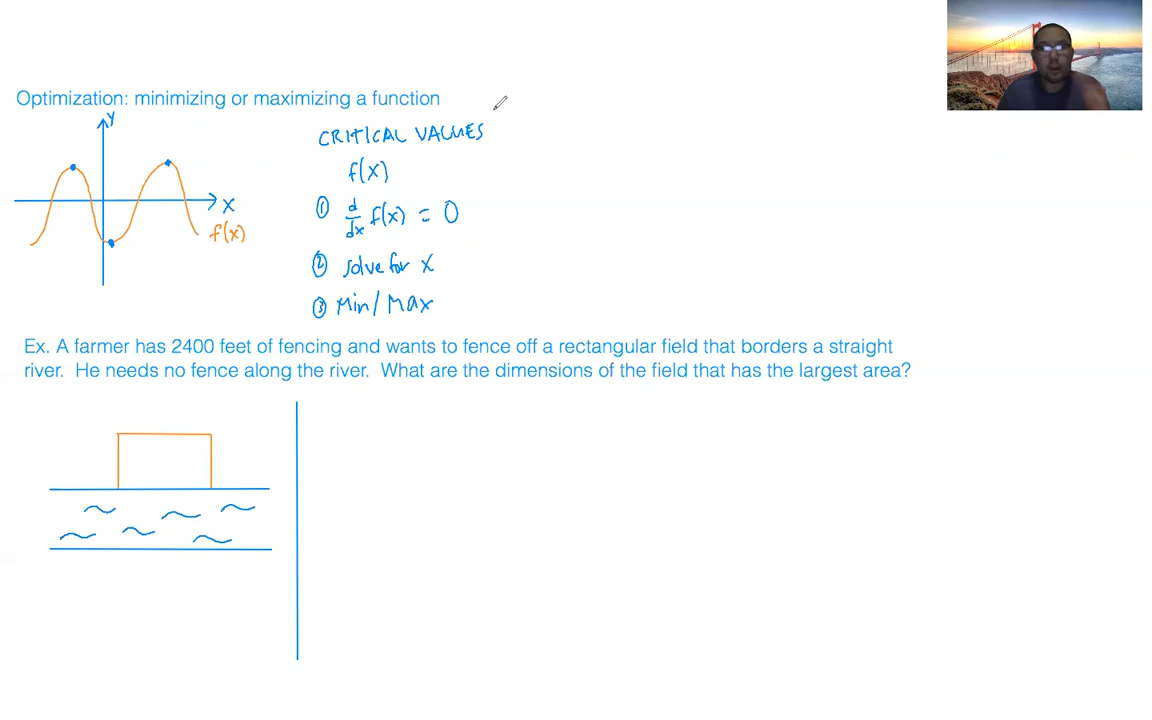 Optimization: minimizing or maximizing a function
Y
X
f(x)
CRITICAL VALUES
f(x)
① d/dx f(x) = 0
② solve for x
③ Min/Max
Ex. A farmer has 2400 feet of fencing and wants to fence off a rectangular field that borders a straight
river. He needs no fence along the river. What are the dimensions of the field that has the largest area?